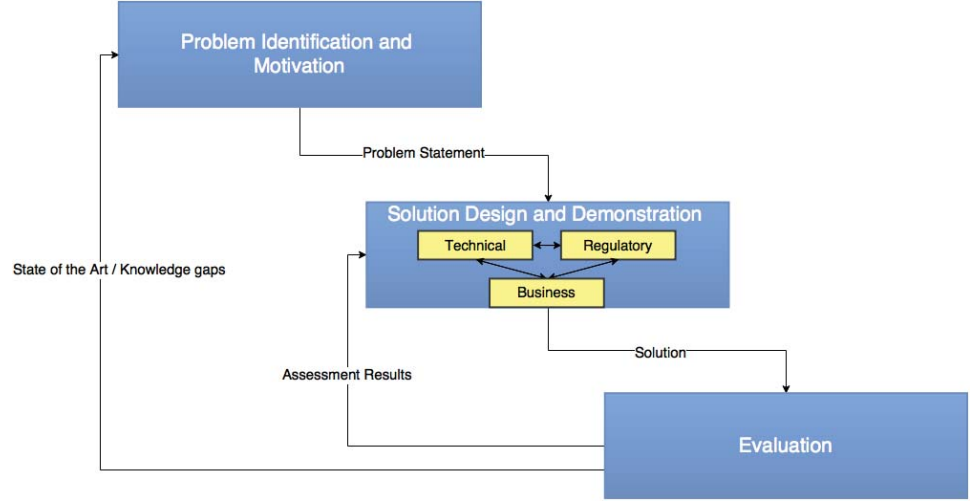 Problem Identification and
Motivation
Problem Statement
Solution Design and Demonstration
Technical
Regulatory
State of the Art / Knowledge gaps
Business
Solution
Assessment Results
Evaluation